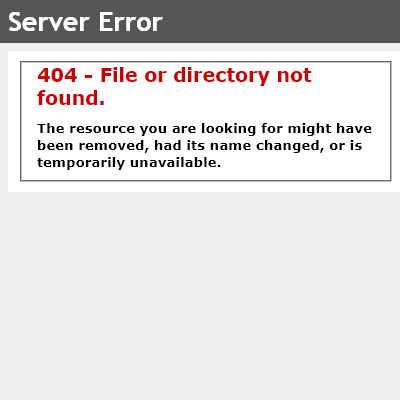 Server Error
404 - File or directory not
found.
The resource you are looking for might have
been removed, had its name changed, or is
temporarily unavailable.